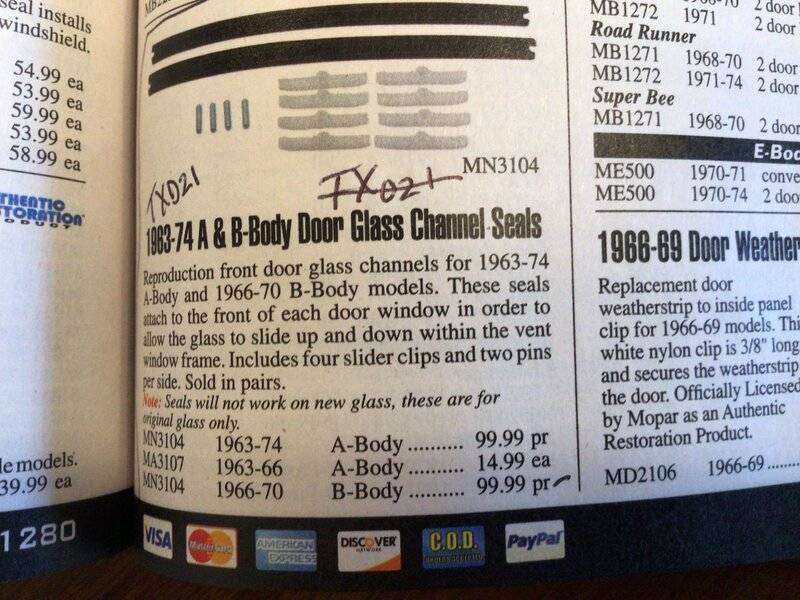 seal installs
windshield.
54.99 ea
53.99 ea
59.99 ea
53.99 ea
58.99 ea
THENTIC
TORATION
PRODUCT
le models.
39.99 ea
1280
MN3104
TXD21
TX021
1963-74 A & B-Body Door Glass Channel Seals
Reproduction front door glass channels for 1963-74
A-Body and 1966-70 B-Body models. These seals
attach to the front of each door window in order to
allow the glass to slide up and down within the vent
window frame. Includes four slider clips and two pins
per side. Sold in pairs.
Note: Seals will not work on new glass, these are for
original glass only.
MN3104 1963-74 A-Body .......... 99.99 pr
MA3107 1963-66 A-Body .......... 14.99 ea
MN3104 1966-70 B-Body .......... 99.99 pr
VISA
MasterCard
AMERICAN EXPRESS
DISCOVER
NETWORK
C.O.D.
ORDERS ACCEPTED
PayPal
2 door
MB1272 1971 2 door
Road Runner
MB1271 1968-70 2 door
MB1272 1971-74 2 door
Super Bee
MB1271 1968-70 2 door
E-Bod
ME500 1970-71 conve
ME500 1970-74 2 doo
1966-69 Door Weather
Replacement door
weatherstrip to inside panel
clip for 1966-69 models. Thi
white nylon clip is 3/8" long
and secures the weatherstrip
the door. Officially Licensed
by Mopar as an Authentic
Restoration Product.
MD2106 1966-69 ........